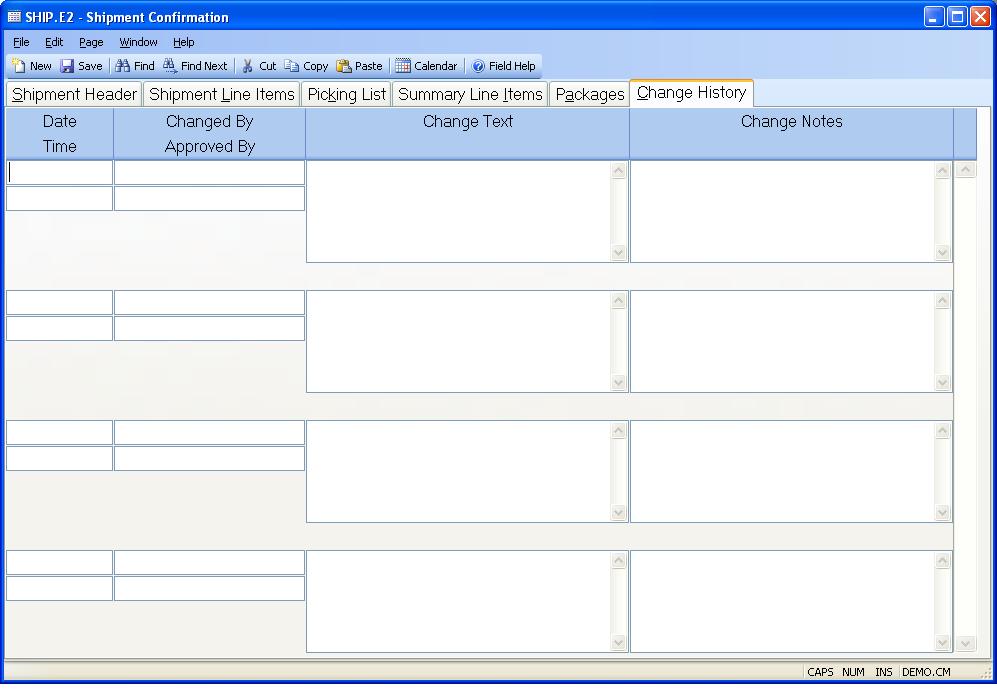 SHIP.E2 - Shipment Confirmation
File Edit Page Window Help
New Save Find Find Next Cut Copy Paste Calendar Field Help
Shipment Header Shipment Line Items Picking List Summary Line Items Packages Change History
Date Changed By Change Text Change Notes
Time Approved By
CAPS NUM INS DEMO.CM